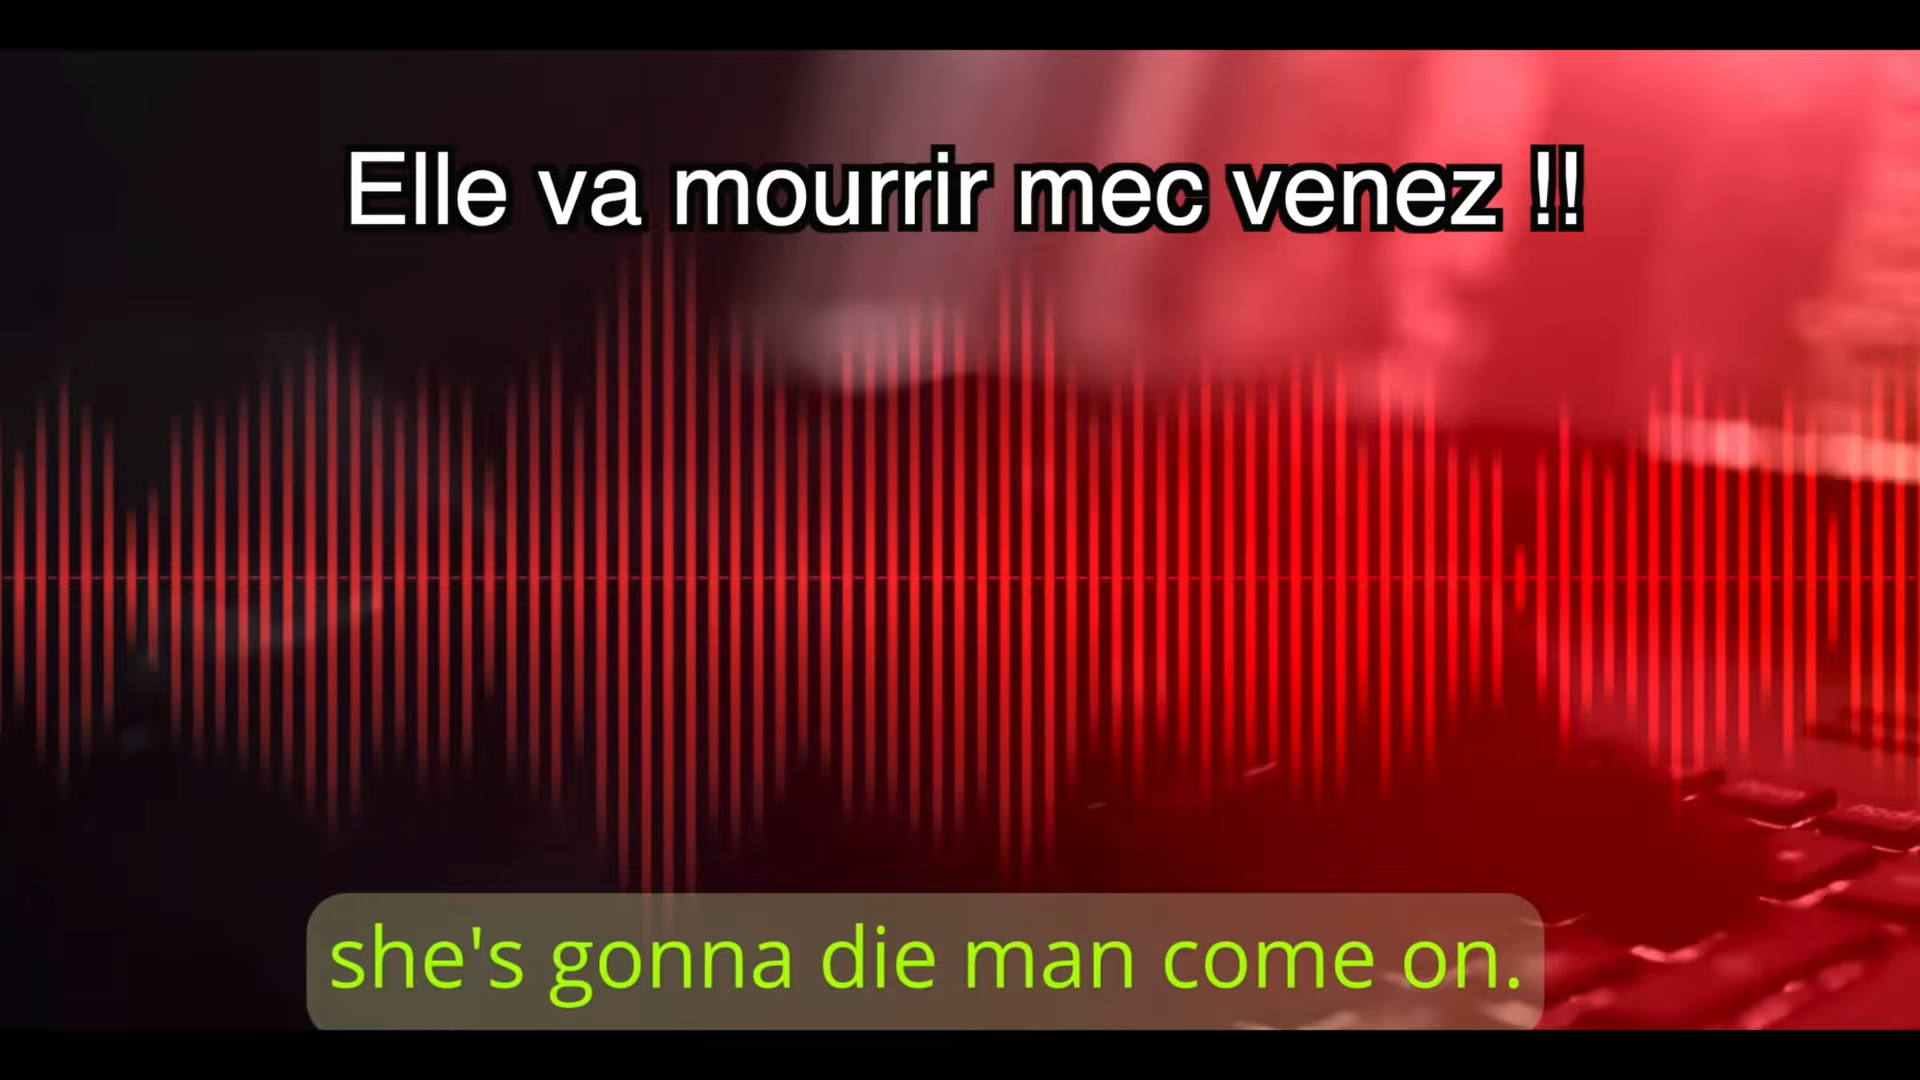 Elle va mourrir mec venez !!
she's gonna die man come on.